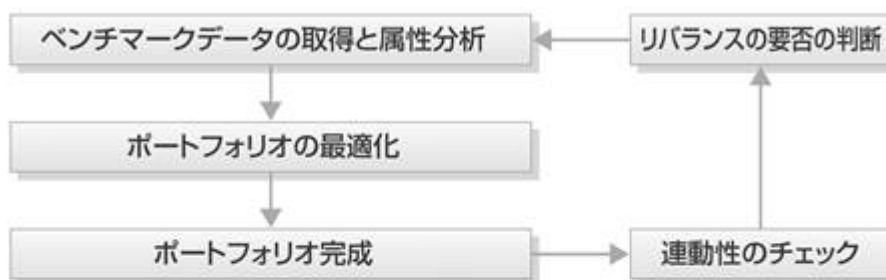 ベンチマークデータの取得と属性分析
リバランスの要否の判断
ポートフォリオの最適化
ポートフォリオ完成
連動性のチェック